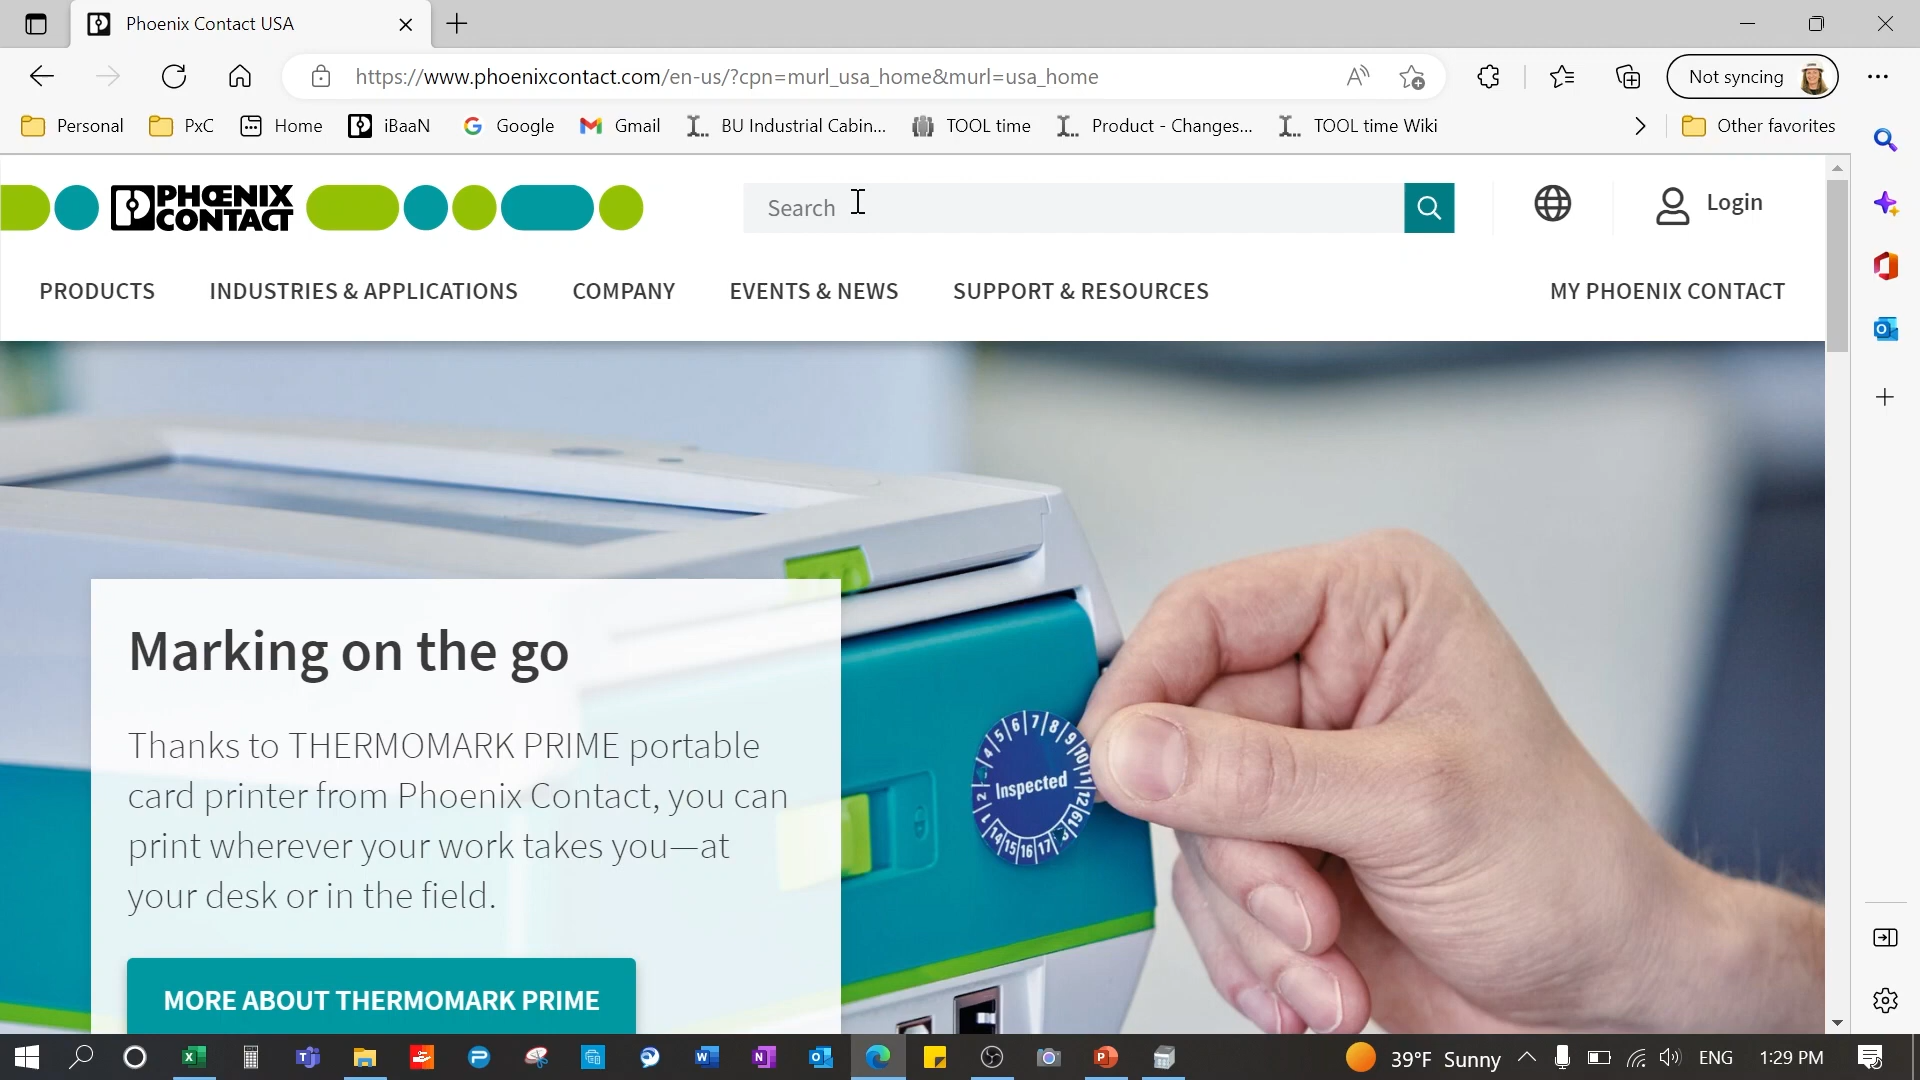 Phoenix Contact USA
https://www.phoenixcontact.com/en-us/?cpn=murl_usa_home&murl=usa_home
Not syncing
Personal
PxC
Home
iBaaN
Google
Gmail
BU Industrial Cabin...
TOOL time
Product - Changes...
TOOL time Wiki
Other favorites
PHŒNIX
CONTACT
Search
Login
PRODUCTS
INDUSTRIES & APPLICATIONS
COMPANY
EVENTS & NEWS
SUPPORT & RESOURCES
MY PHOENIX CONTACT
Marking on the go
Thanks to THERMOMARK PRIME portable
card printer from Phoenix Contact, you can
print wherever your work takes you—at
your desk or in the field.
MORE ABOUT THERMOMARK PRIME
Inspected
39°F Sunny
ENG
1:29 PM